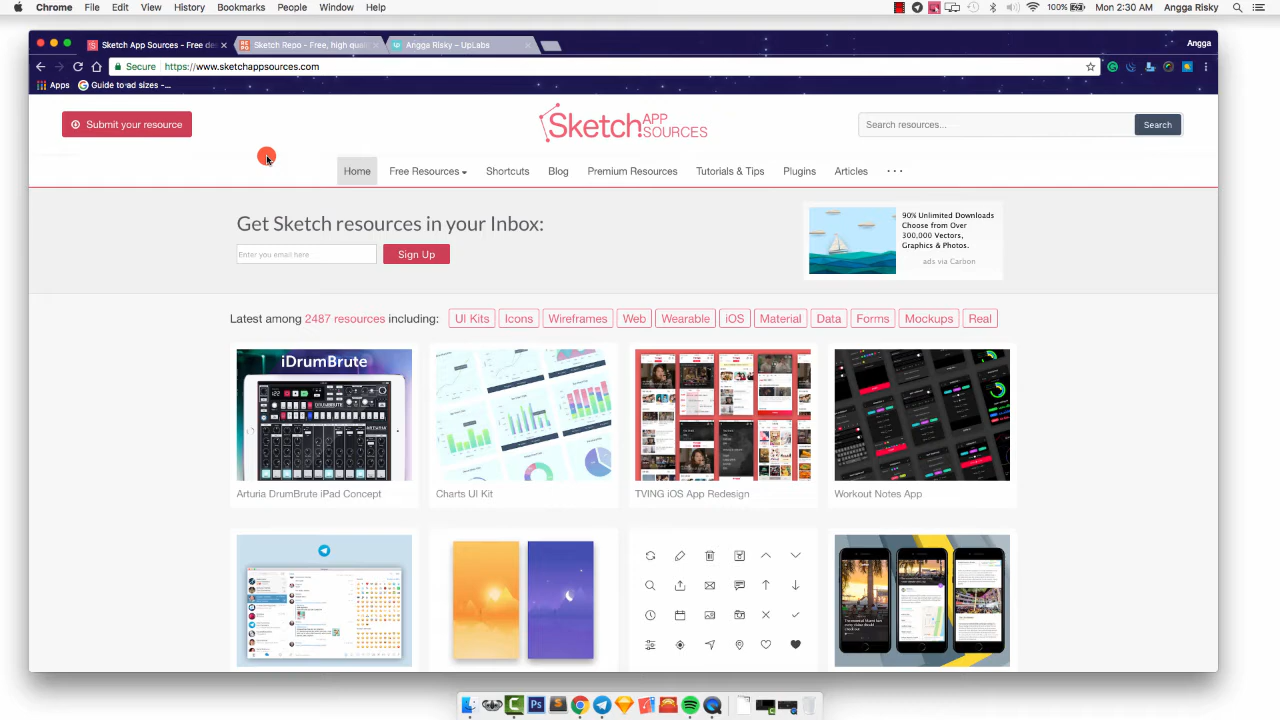 Chrome File Edit View History Bookmarks People Window Help 100% Mon 2:30 AM Angga Risky
Sketch App Sources - Free de Sketch Repo - Free, high qual Angga Risky – UpLabs Angga
Secure https://www.sketchappsources.com
Apps Guide to ad sizes -...
Submit your resource
Sketch APP SOURCES
Search resources... Search
Home Free Resources Shortcuts Blog Premium Resources Tutorials & Tips Plugins Articles ...
Get Sketch resources in your Inbox:
Enter you email here Sign Up
90% Unlimited Downloads
Choose from Over
300,000 Vectors,
Graphics & Photos.
ads via Carbon
Latest among 2487 resources including: UI Kits Icons Wireframes Web Wearable iOS Material Data Forms Mockups Real
iDrumBrute
Arturia DrumBrute iPad Concept Charts UI Kit TVING iOS App Redesign Workout Notes App
Ps